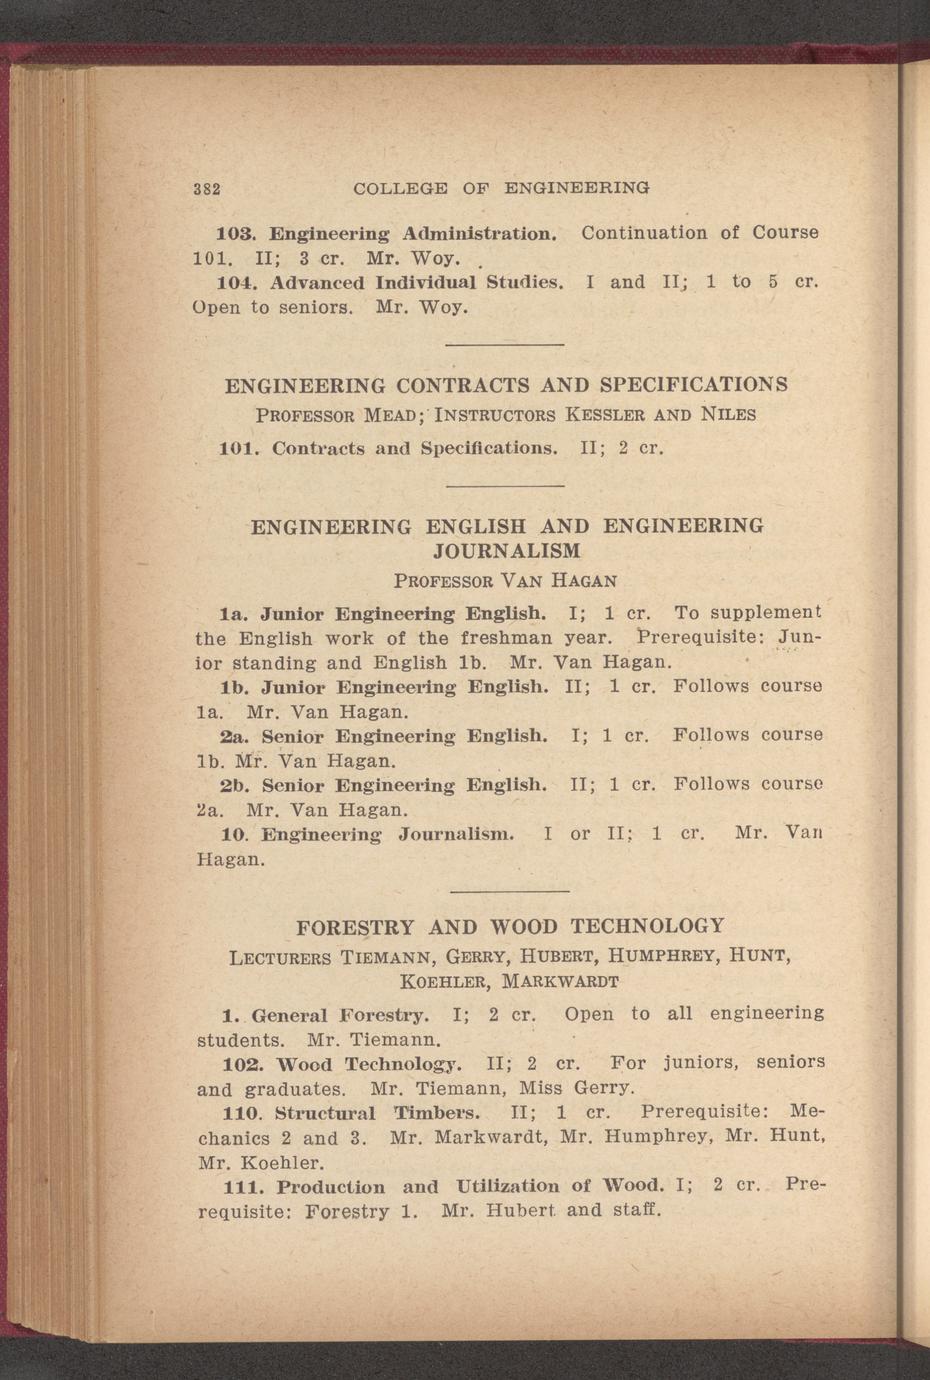 382 COLLEGE OF ENGINEERING
103. Engineering Administration. Continuation of Course
101. II; 3 cr. Mr. Woy.
104. Advanced Individual Studies. I and II; 1 to 5 cr.
Open to seniors. Mr. Woy.
ENGINEERING CONTRACTS AND SPECIFICATIONS
PROFESSOR MEAD; INSTRUCTORS KESSLER AND NILES
101. Contracts and Specifications. II; 2 cr.
ENGINEERING ENGLISH AND ENGINEERING
JOURNALISM
PROFESSOR VAN HAGAN
1a. Junior Engineering English. I; 1 cr. To supplement
the English work of the freshman year. Prerequisite: Jun-
ior standing and English 1b. Mr. Van Hagan.
1b. Junior Engineering English. II; 1 cr. Follows course
1a. Mr. Van Hagan.
2a. Senior Engineering English. I; 1 cr. Follows course
1b. Mr. Van Hagan.
2b. Senior Engineering English. II; 1 cr. Follows course
2a. Mr. Van Hagan.
10. Engineering Journalism. I or II; 1 cr. Mr. Van
Hagan.
FORESTRY AND WOOD TECHNOLOGY
LECTURERS TIEMANN, GERRY, HUBERT, HUMPHREY, HUNT,
KOEHLER, MARKWARDT
1. General Forestry. I; 2 cr. Open to all engineering
students. Mr. Tiemann.
102. Wood Technology. II; 2 cr. For juniors, seniors
and graduates. Mr. Tiemann, Miss Gerry.
110. Structural Timbers. II; 1 cr. Prerequisite: Me-
chanics 2 and 3. Mr. Markwardt, Mr. Humphrey, Mr. Hunt,
Mr. Koehler.
111. Production and Utilization of Wood. I; 2 cr. Pre-
requisite: Forestry 1. Mr. Hubert and staff.